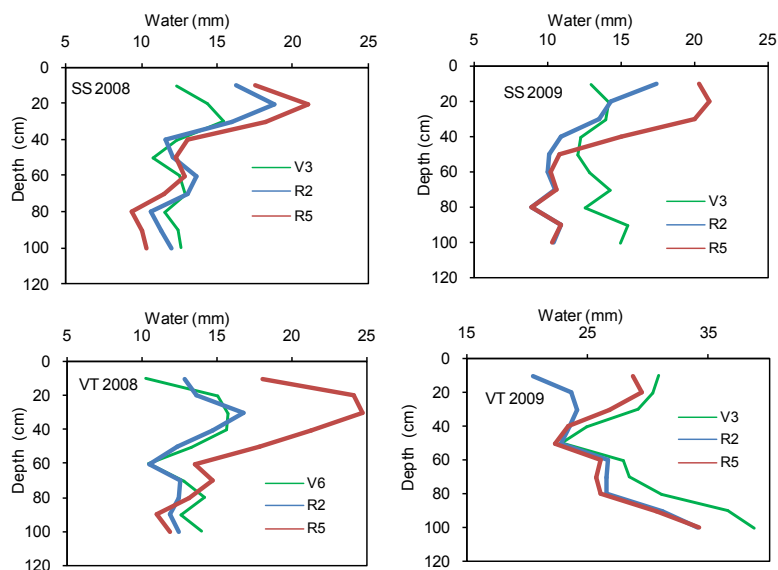 Water (mm)
5 10 15 20 25
0
20
40
60
80
100
120
Depth (cm)
SS 2008
V3
R2
R5
Water (mm)
5 10 15 20 25
0
20
40
60
80
100
120
Depth (cm)
SS 2009
V3
R2
R5
Water (mm)
5 10 15 20 25
0
20
40
60
80
100
120
Depth (cm)
VT 2008
V6
R2
R5
Water (mm)
15 25 35
0
20
40
60
80
100
120
Depth (cm)
VT 2009
V3
R2
R5